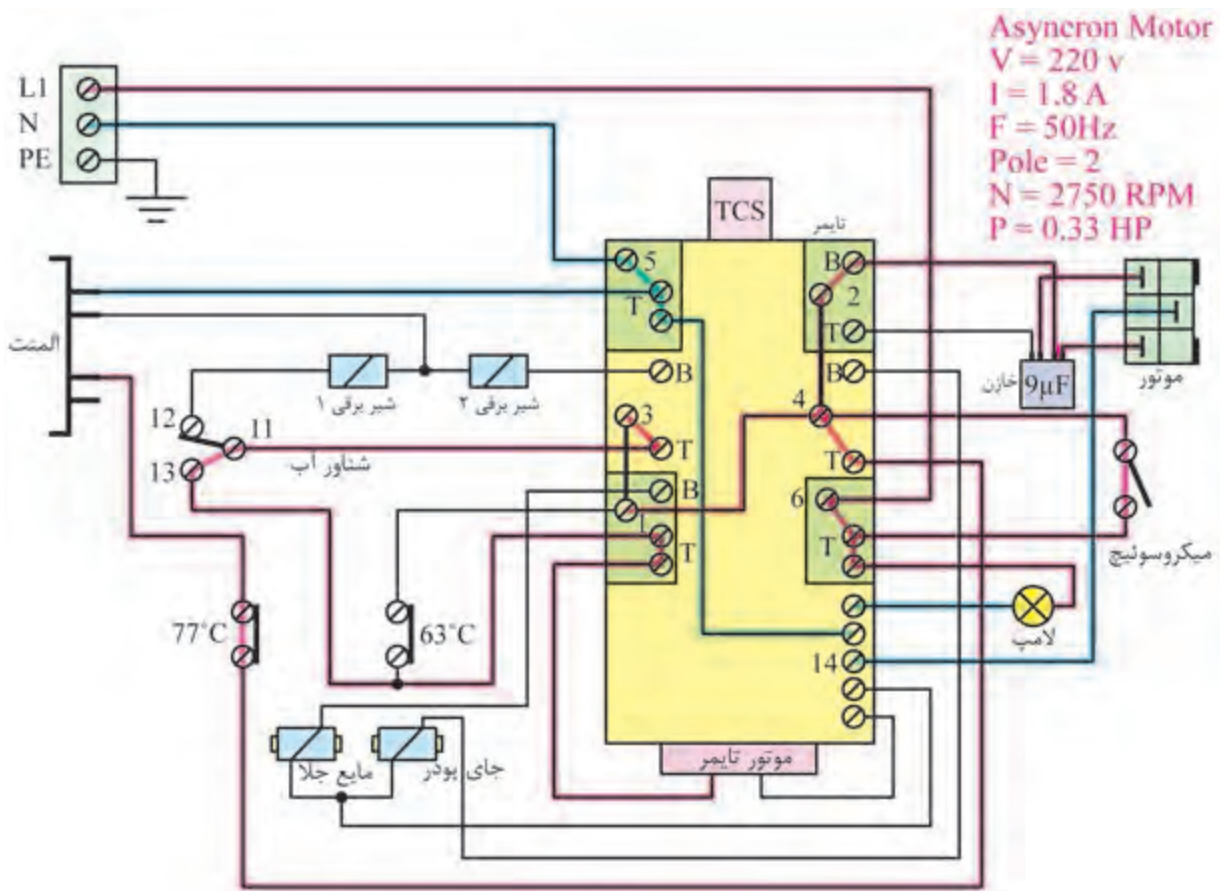 Asyncron Motor
V = 220 v
I = 1.8 A
F = 50Hz
Pole = 2
N = 2750 RPM
P = 0.33 HP
L1
N
PE
TCS
تایمر
5
T
B
2
T
B
المنت
شیر برقی ۱
شیر برقی ۲
B
خازن
9µF
موتور
12
11
13
شناور آب
3
T
4
T
B
1
T
6
T
میکروسوئیچ
77°C
63°C
لامپ
14
مایع جلا
جای پودر
موتور تایمر